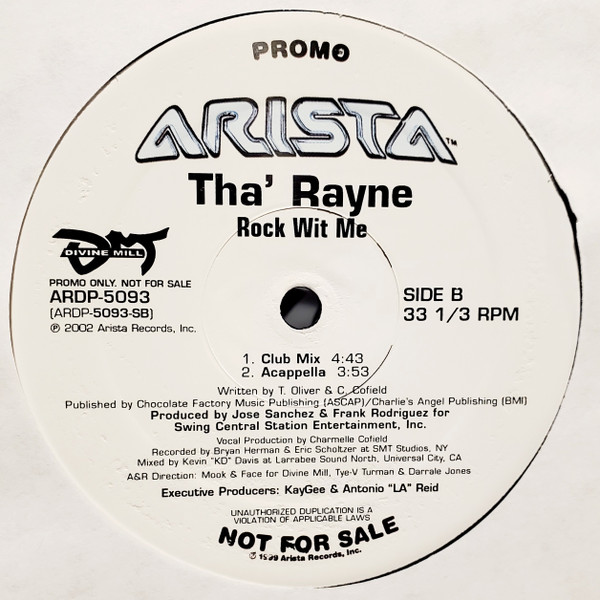 PROMO
ARISTA™
Tha' Rayne
Rock Wit Me
DMT
DIVINE MILL
PROMO ONLY. NOT FOR SALE
ARDP-5093
(ARDP-5093-SB)
℗ 2002 Arista Records, Inc.
SIDE B
33 1/3 RPM
1. Club Mix 4:43
2. Acappella 3:53
Written by T. Oliver & C. Cofield
Published by Chocolate Factory Music Publishing (ASCAP)/Charlie's Angel Publishing (BMI)
Produced by Jose Sanchez & Frank Rodriguez for
Swing Central Station Entertainment, Inc.
Vocal Production by Charmelle Cofield
Recorded by Bryan Herman & Eric Scholtzer at SMT Studios, NY
Mixed by Kevin "KD" Davis at Larrabee Sound North, Universal City, CA
A&R Direction: Mook & Face for Divine Mill, Tye-V Turman & Darrale Jones
Executive Producers: KayGee & Antonio "LA" Reid
UNAUTHORIZED DUPLICATION IS A
VIOLATION OF APPLICABLE LAWS
NOT FOR SALE
℗ 1999 Arista Records, Inc.